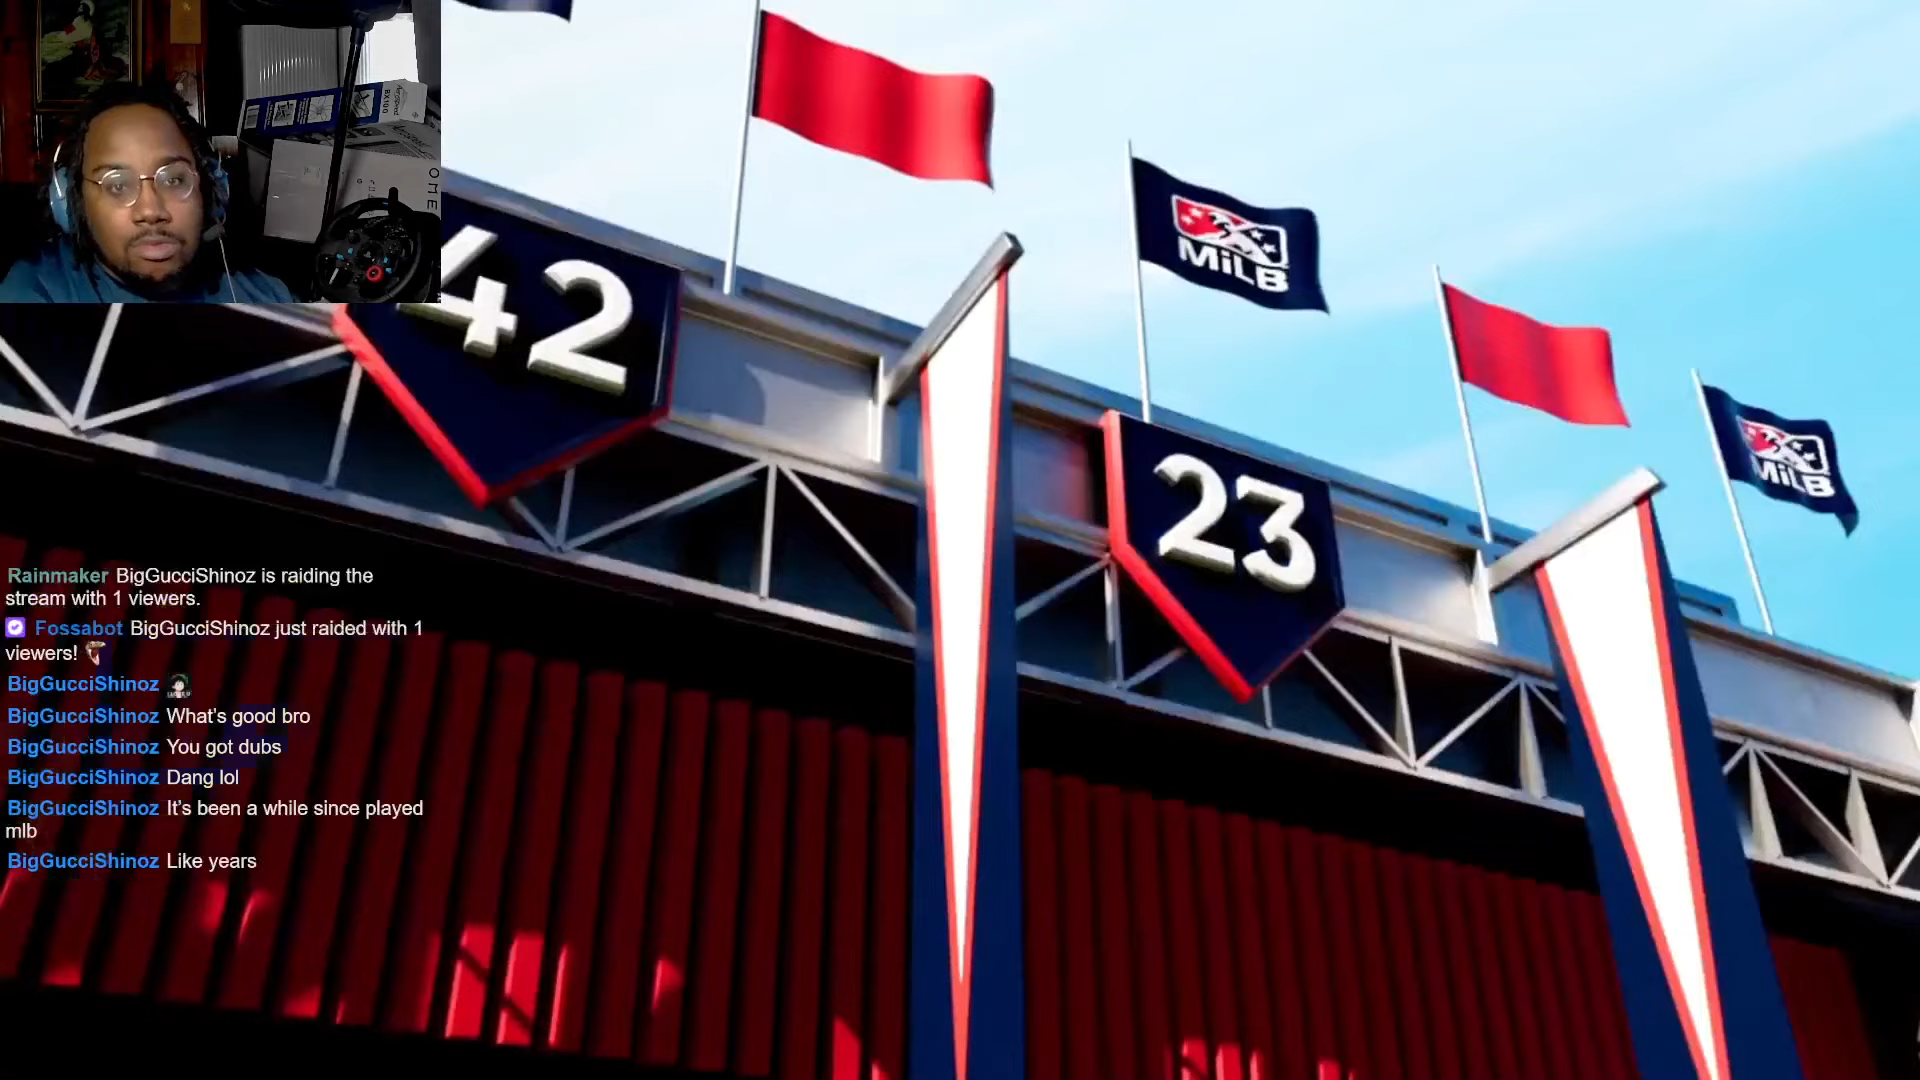 42
MiLB
23
MiLB
BX100
OME
Rainmaker BigGucciShinoz is raiding the
stream with 1 viewers.
Fossabot BigGucciShinoz just raided with 1
viewers!
BigGucciShinoz
BigGucciShinoz What's good bro
BigGucciShinoz You got dubs
BigGucciShinoz Dang lol
BigGucciShinoz It's been a while since played
mlb
BigGucciShinoz Like years